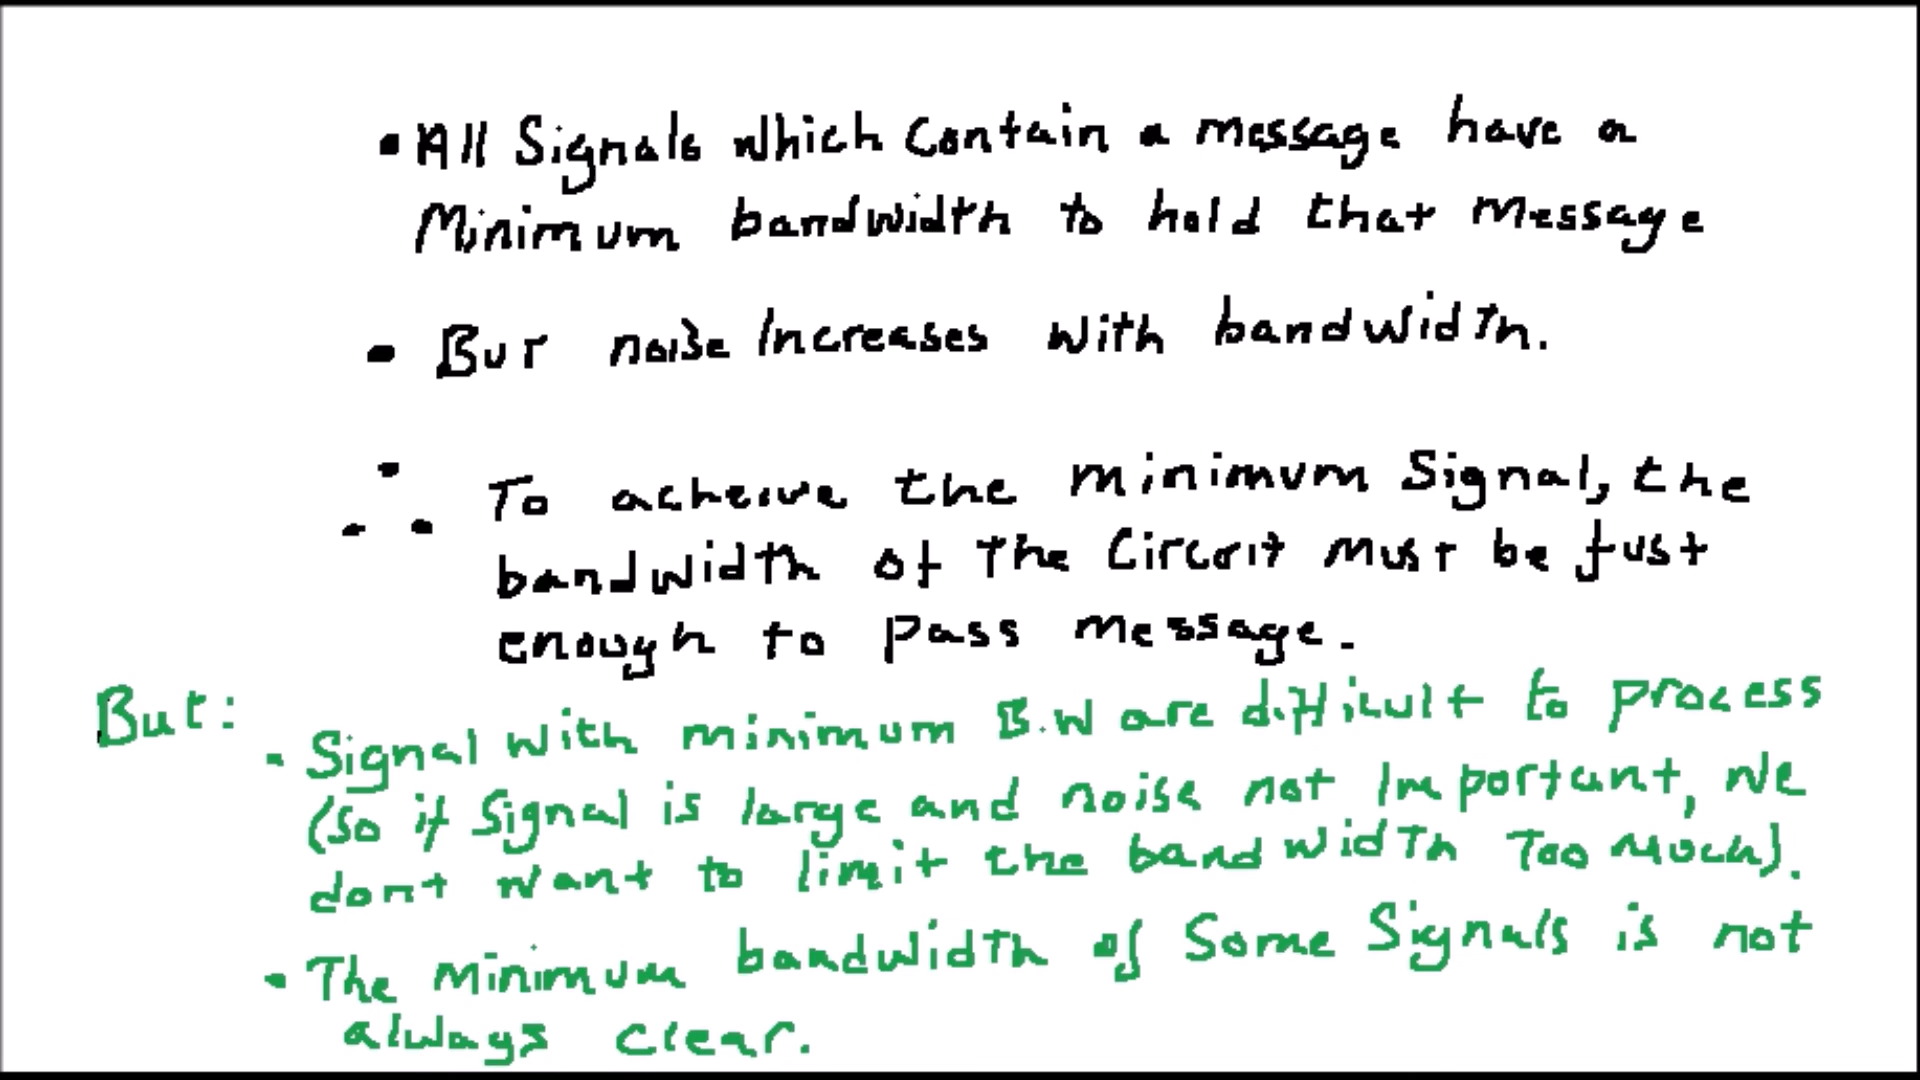 • All Signals which contain a message have a
Minimum bandwidth to hold that message
• But noise Increases with bandwidth.
∴ To acheive the minimum Signal, the
bandwidth of the Circuit must be just
enough to pass message.
But:
• Signal with minimum B.W are difficult to process
(so if signal is large and noise not Important, we
dont want to limit the band width Too Much).
• The minimum bandwidth of Some Signals is not
always clear.